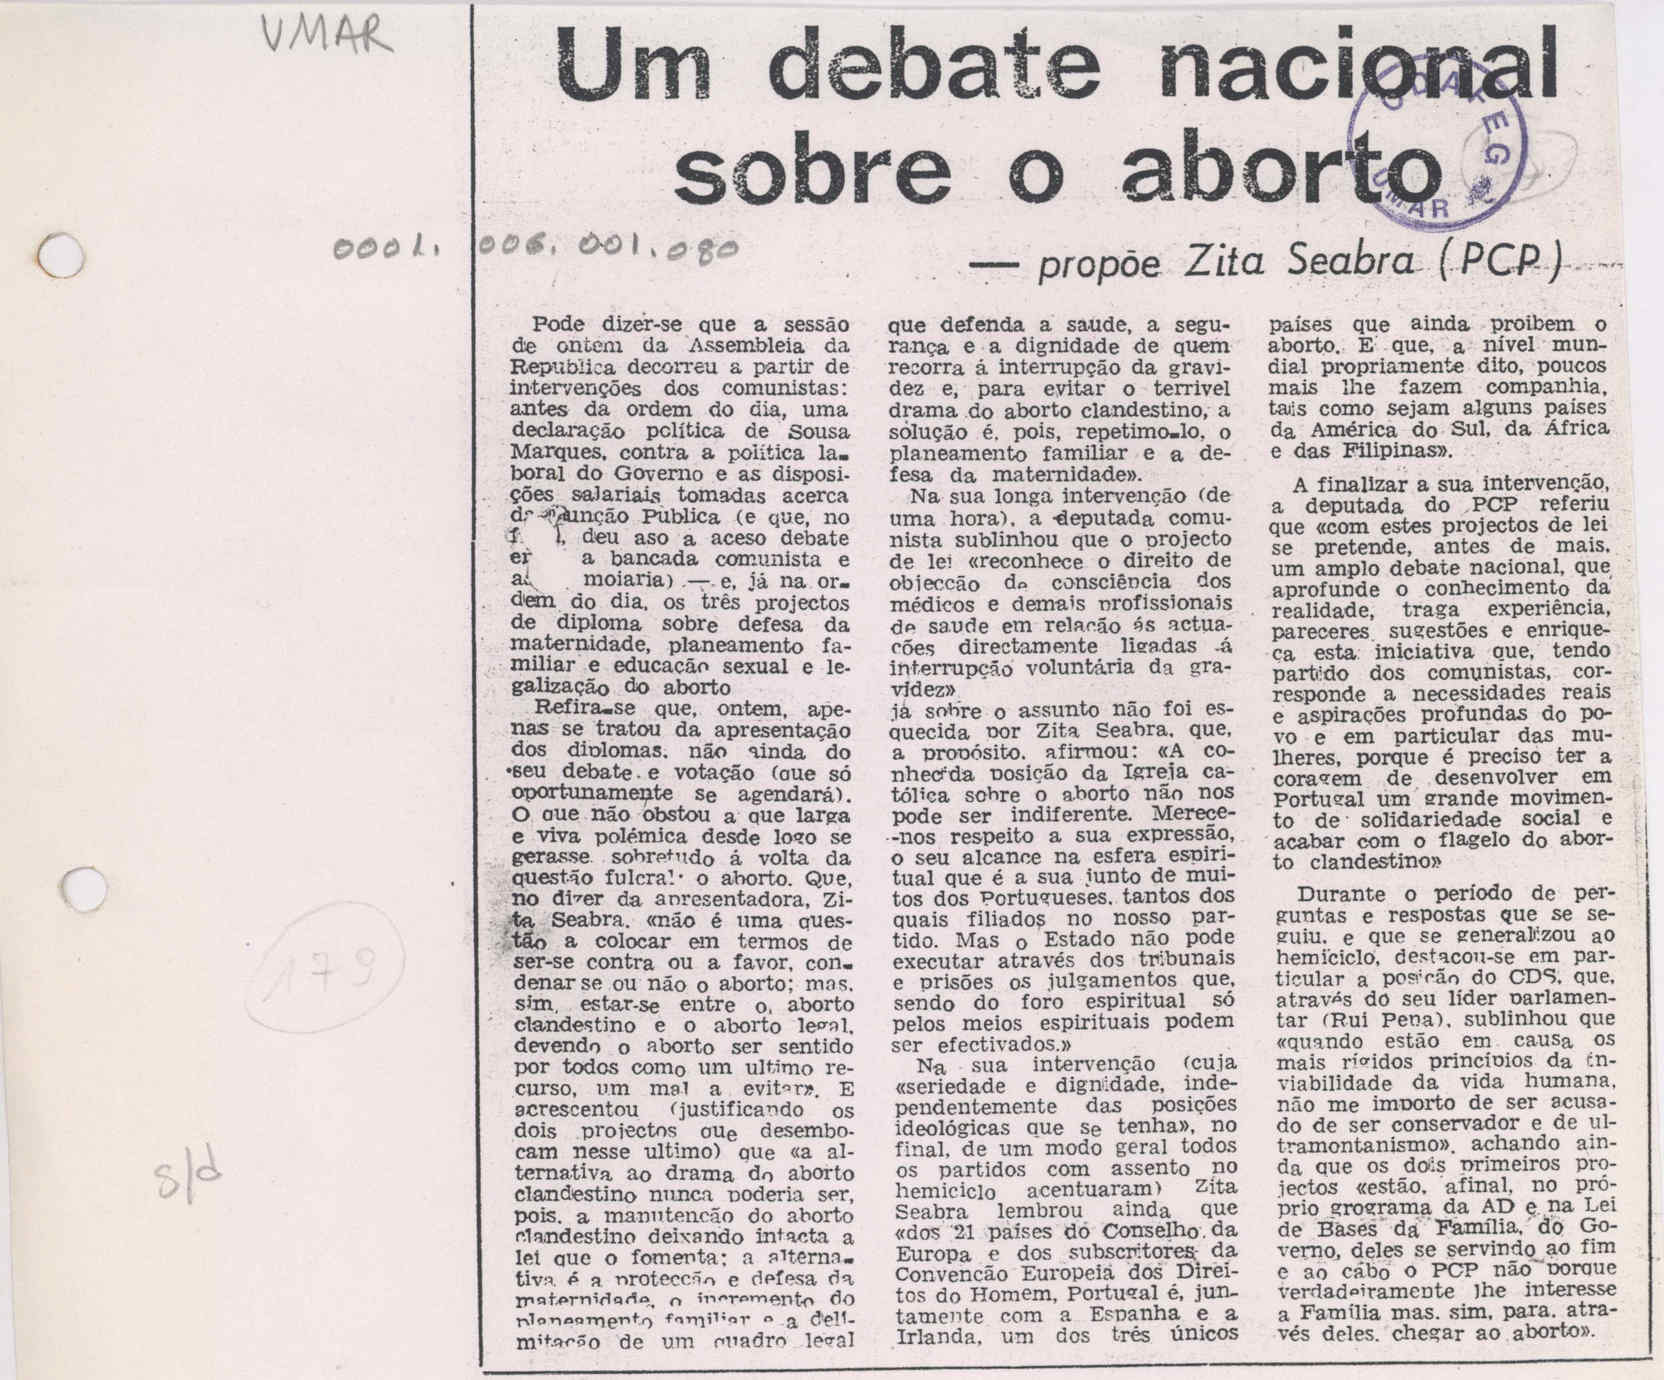 UMAR
Um debate nacional
sobre o aborto
UMAR
0001. 006. 001. 080
— propõe Zita Seabra (PCP)
Pode dizer-se que a sessão
de ontem da Assembleia da
Republica decorreu a partir de
intervenções dos comunistas:
antes da ordem do dia, uma
declaração política de Sousa
Marques, contra a política la-
boral do Governo e as disposi-
ções salariais tomadas acerca
da Função Publica (e que, no
deu aso a aceso debate
a bancada comunista e
moiaria) — e, já na or-
dem do dia, os três projectos
de diploma sobre defesa da
maternidade, planeamento fa-
miliar e educação sexual e le-
galização do aborto
Refira-se que, ontem, ape-
nas se tratou da apresentação
dos diplomas, não ainda do
seu debate e votação (que só
oportunamente se agendará).
O que não obstou a que larga
e viva polémica desde logo se
gerasse, sobretudo á volta da
questão fulcral: o aborto. Que,
no dizer da apresentadora, Zi-
ta Seabra, «não é uma ques-
tão a colocar em termos de
ser-se contra ou a favor, con-
denar se ou não o aborto; mas,
sim, estar-se entre o, aborto
clandestino e o aborto legal,
devendo o aborto ser sentido
por todos como um ultimo re-
curso, um mal a evitar». E
acrescentou (justificando os
dois projectos que desembo-
cam nesse ultimo) que «a al-
ternativa ao drama do aborto
clandestino nunca poderia ser,
pois, a manutenção do aborto
clandestino deixando intacta a
lei que o fomenta; a alterna-
tiva é a protecção e defesa da
maternidade, o incremento do
planeamento familiar e a deli-
mitação de um quadro legal
que defenda a saude, a segu-
rança e a dignidade de quem
recorra á interrupção da gravi-
dez e, para evitar o terrivel
drama do aborto clandestino, a
solução é, pois, repetimo-lo, o
planeamento familiar e a de-
fesa da maternidade».
Na sua longa intervenção (de
uma hora), a deputada comu-
nista sublinhou que o projecto
de lei «reconhece o direito de
objecção de consciência dos
médicos e demais profissionais
de saude em relação ás actua-
ções directamente ligadas á
interrupção voluntária da gra-
videz»
já sobre o assunto não foi es-
quecida por Zita Seabra, que,
a propósito, afirmou: «A co-
nhecida posição da Igreja ca-
tólica sobre o aborto não nos
pode ser indiferente. Merece-
-nos respeito a sua expressão,
o seu alcance na esfera espiri-
tual que é a sua junto de mui-
tos dos Portugueses, tantos dos
quais filiados no nosso par-
tido. Mas o Estado não pode
executar através dos tribunais
e prisões os julgamentos que,
sendo do foro espiritual só
pelos meios espirituais podem
ser efectivados.»
Na sua intervenção (cuja
«seriedade e dignidade, inde-
pendentemente das posições
ideológicas que se tenha», no
final, de um modo geral todos
os partidos com assento no
hemiciclo acentuaram) Zita
Seabra lembrou ainda que
«dos 21 países do Conselho da
Europa e dos subscritores da
Convenção Europeia dos Direi-
tos do Homem, Portugal é, jun-
tamente com a Espanha e a
Irlanda, um dos três únicos
países que ainda proibem o
aborto. E que, a nível mun-
dial propriamente dito, poucos
mais lhe fazem companhia,
tais como sejam alguns países
da América do Sul, da África
e das Filipinas».
A finalizar a sua intervenção,
a deputada do PCP referiu
que «com estes projectos de lei
se pretende, antes de mais,
um amplo debate nacional, que
aprofunde o conhecimento da
realidade, traga experiência,
pareceres sugestões e enrique-
ça esta iniciativa que, tendo
partido dos comunistas, cor-
responde a necessidades reais
e aspirações profundas do po-
vo e em particular das mu-
lheres, porque é preciso ter a
coragem de desenvolver em
Portugal um grande movimen-
to de solidariedade social e
acabar com o flagelo do abor-
to clandestino»
Durante o período de per-
guntas e respostas que se se-
guiu, e que se generalizou ao
hemiciclo, destacou-se em par-
ticular a posição do CDS, que,
através do seu líder parlamen-
tar (Rui Pena), sublinhou que
«quando estão em causa os
mais rígidos princípios da in-
viabilidade da vida humana,
não me importo de ser acusa-
do de ser conservador e de ul-
tramontanismo», achando ain-
da que os dois primeiros pro-
jectos «estão, afinal, no pró-
prio grograma da AD e na Lei
de Bases da Família, do Go-
verno, deles se servindo ao fim
e ao cabo o PCP não porque
verdadeiramente lhe interesse
a Família mas, sim, para, atra-
vés deles, chegar ao aborto».
179
s/d